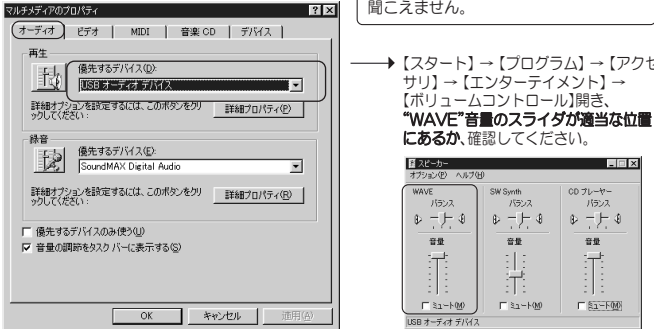 マルチメディアのプロパティ
オーディオ ビデオ MIDI 音楽 CD デバイス
再生
優先するデバイス(D):
USB オーディオ デバイス
詳細オプションを設定するには、このボタンをクリ
ックしてください :
詳細プロパティ(P)
録音
優先するデバイス(E):
SoundMAX Digital Audio
詳細オプションを設定するには、このボタンをクリ
ックしてください :
詳細プロパティ(R)
優先するデバイスのみ使う(U)
音量の調節をタスク バーに表示する(S)
OK キャンセル 適用(A)
聞こえません。
【スタート】→【プログラム】→【アクセ
サリ】→【エンターテイメント】→
【ボリュームコントロール】開き、
“WAVE”音量のスライダが適当な位置
にあるか、確認してください。
スピーカー
オプション(P) ヘルプ(H)
WAVE SW Synth CD プレーヤー
バランス バランス バランス
音量 音量 音量
ミュート(M) ミュート(M) ミュート(M)
USB オーディオ デバイス